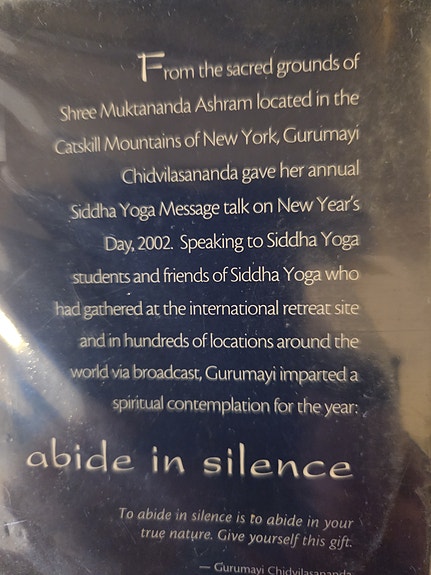 From the sacred grounds of
Shree Muktananda Ashram located in the
Catskill Mountains of New York, Gurumayi
Chidvilasananda gave her annual
Siddha Yoga Message talk on New Year's
Day, 2002. Speaking to Siddha Yoga
students and friends of Siddha Yoga who
had gathered at the international retreat site
and in hundreds of locations around the
world via broadcast, Gurumayi imparted a
spiritual contemplation for the year:
abide in silence
To abide in silence is to abide in your
true nature. Give yourself this gift.
— Gurumayi Chidvilasananda